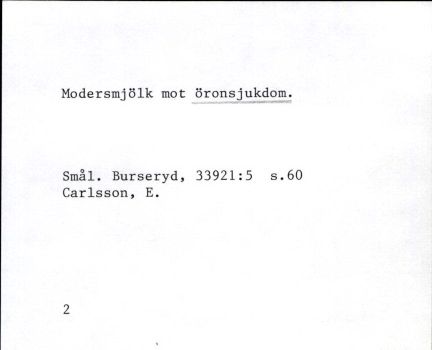 Modersmjölk mot öronsjukdom.
Smål. Burseryd, 33921:5 s.60
Carlsson, E.
2